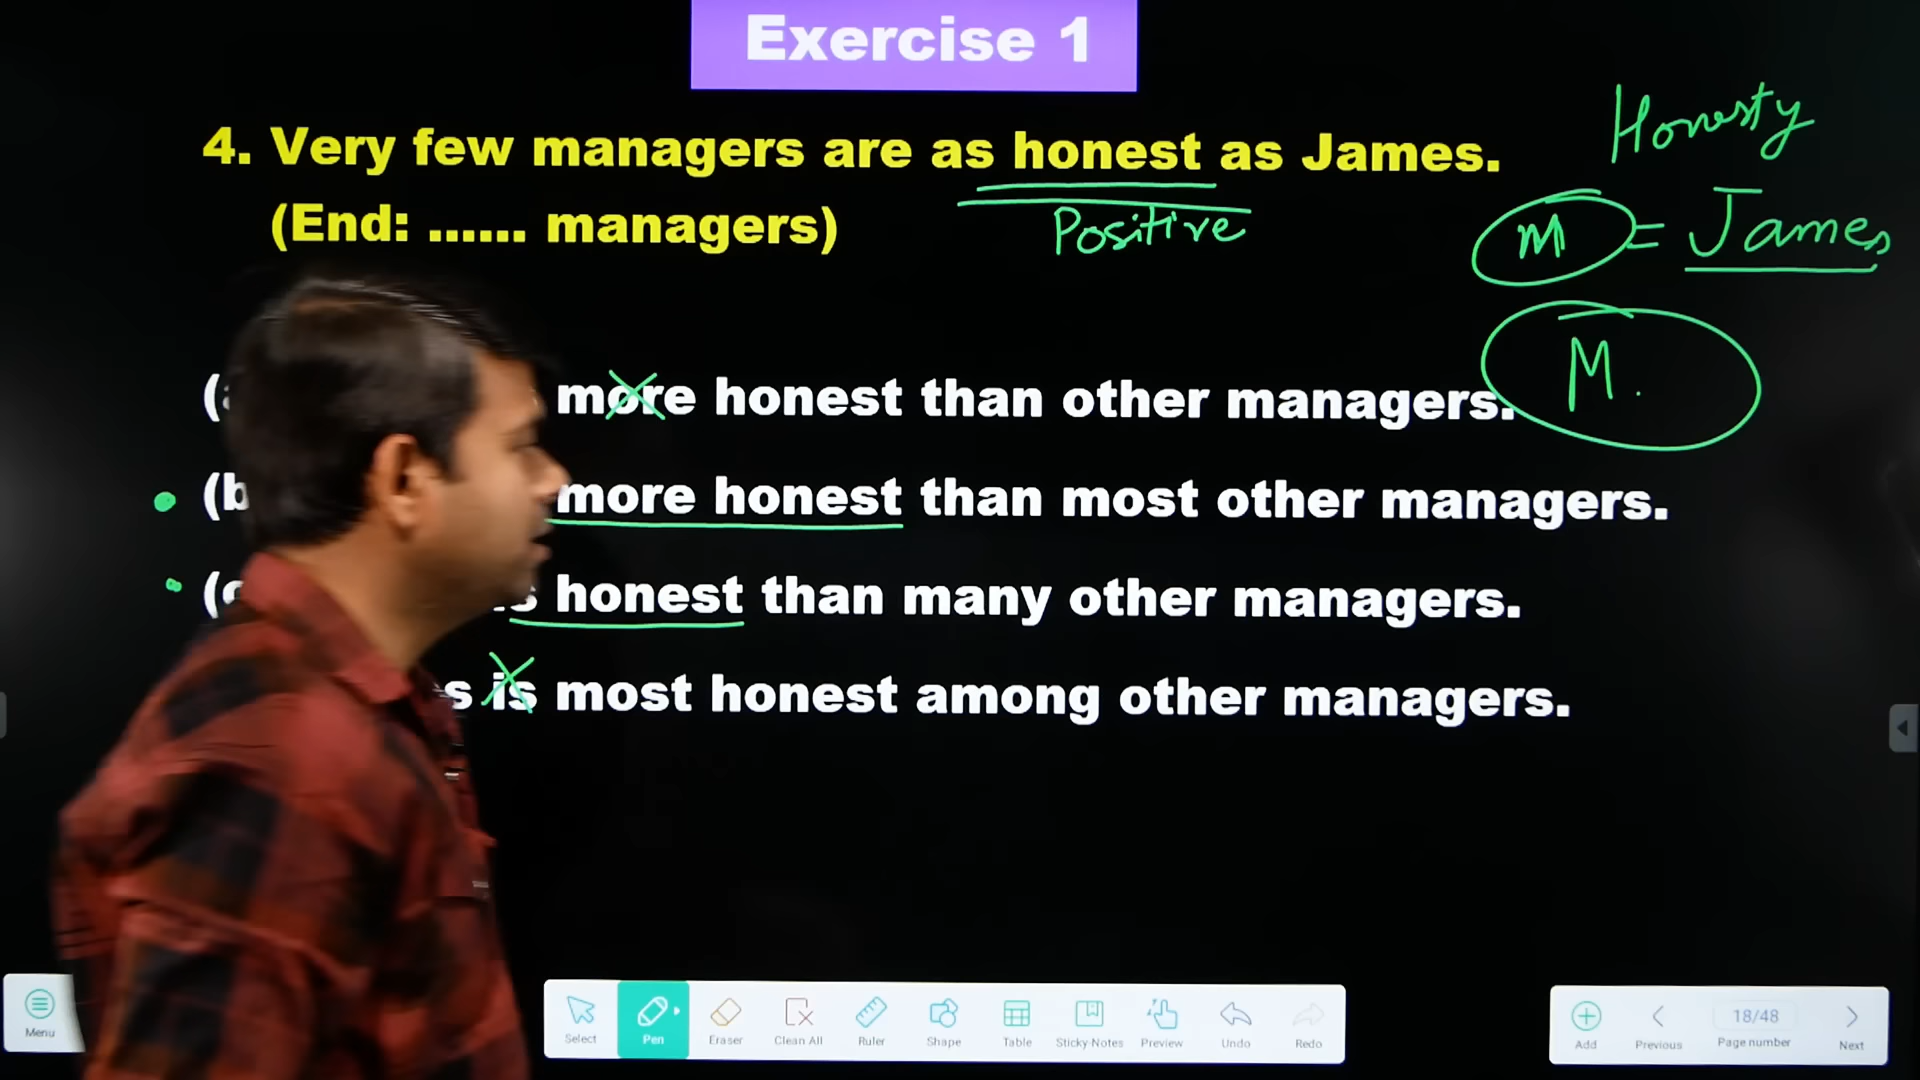 Exercise 1
4. Very few managers are as honest as James.
(End: ...... managers)
Positive
Honesty
M = James
M.
more honest than other managers.
(b more honest than most other managers.
honest than many other managers.
is most honest among other managers.
Menu
Select
Pen
Eraser
Clean All
Ruler
Shape
Table
Sticky Notes
Preview
Undo
Redo
Add
Previous
18/48
Page number
Next